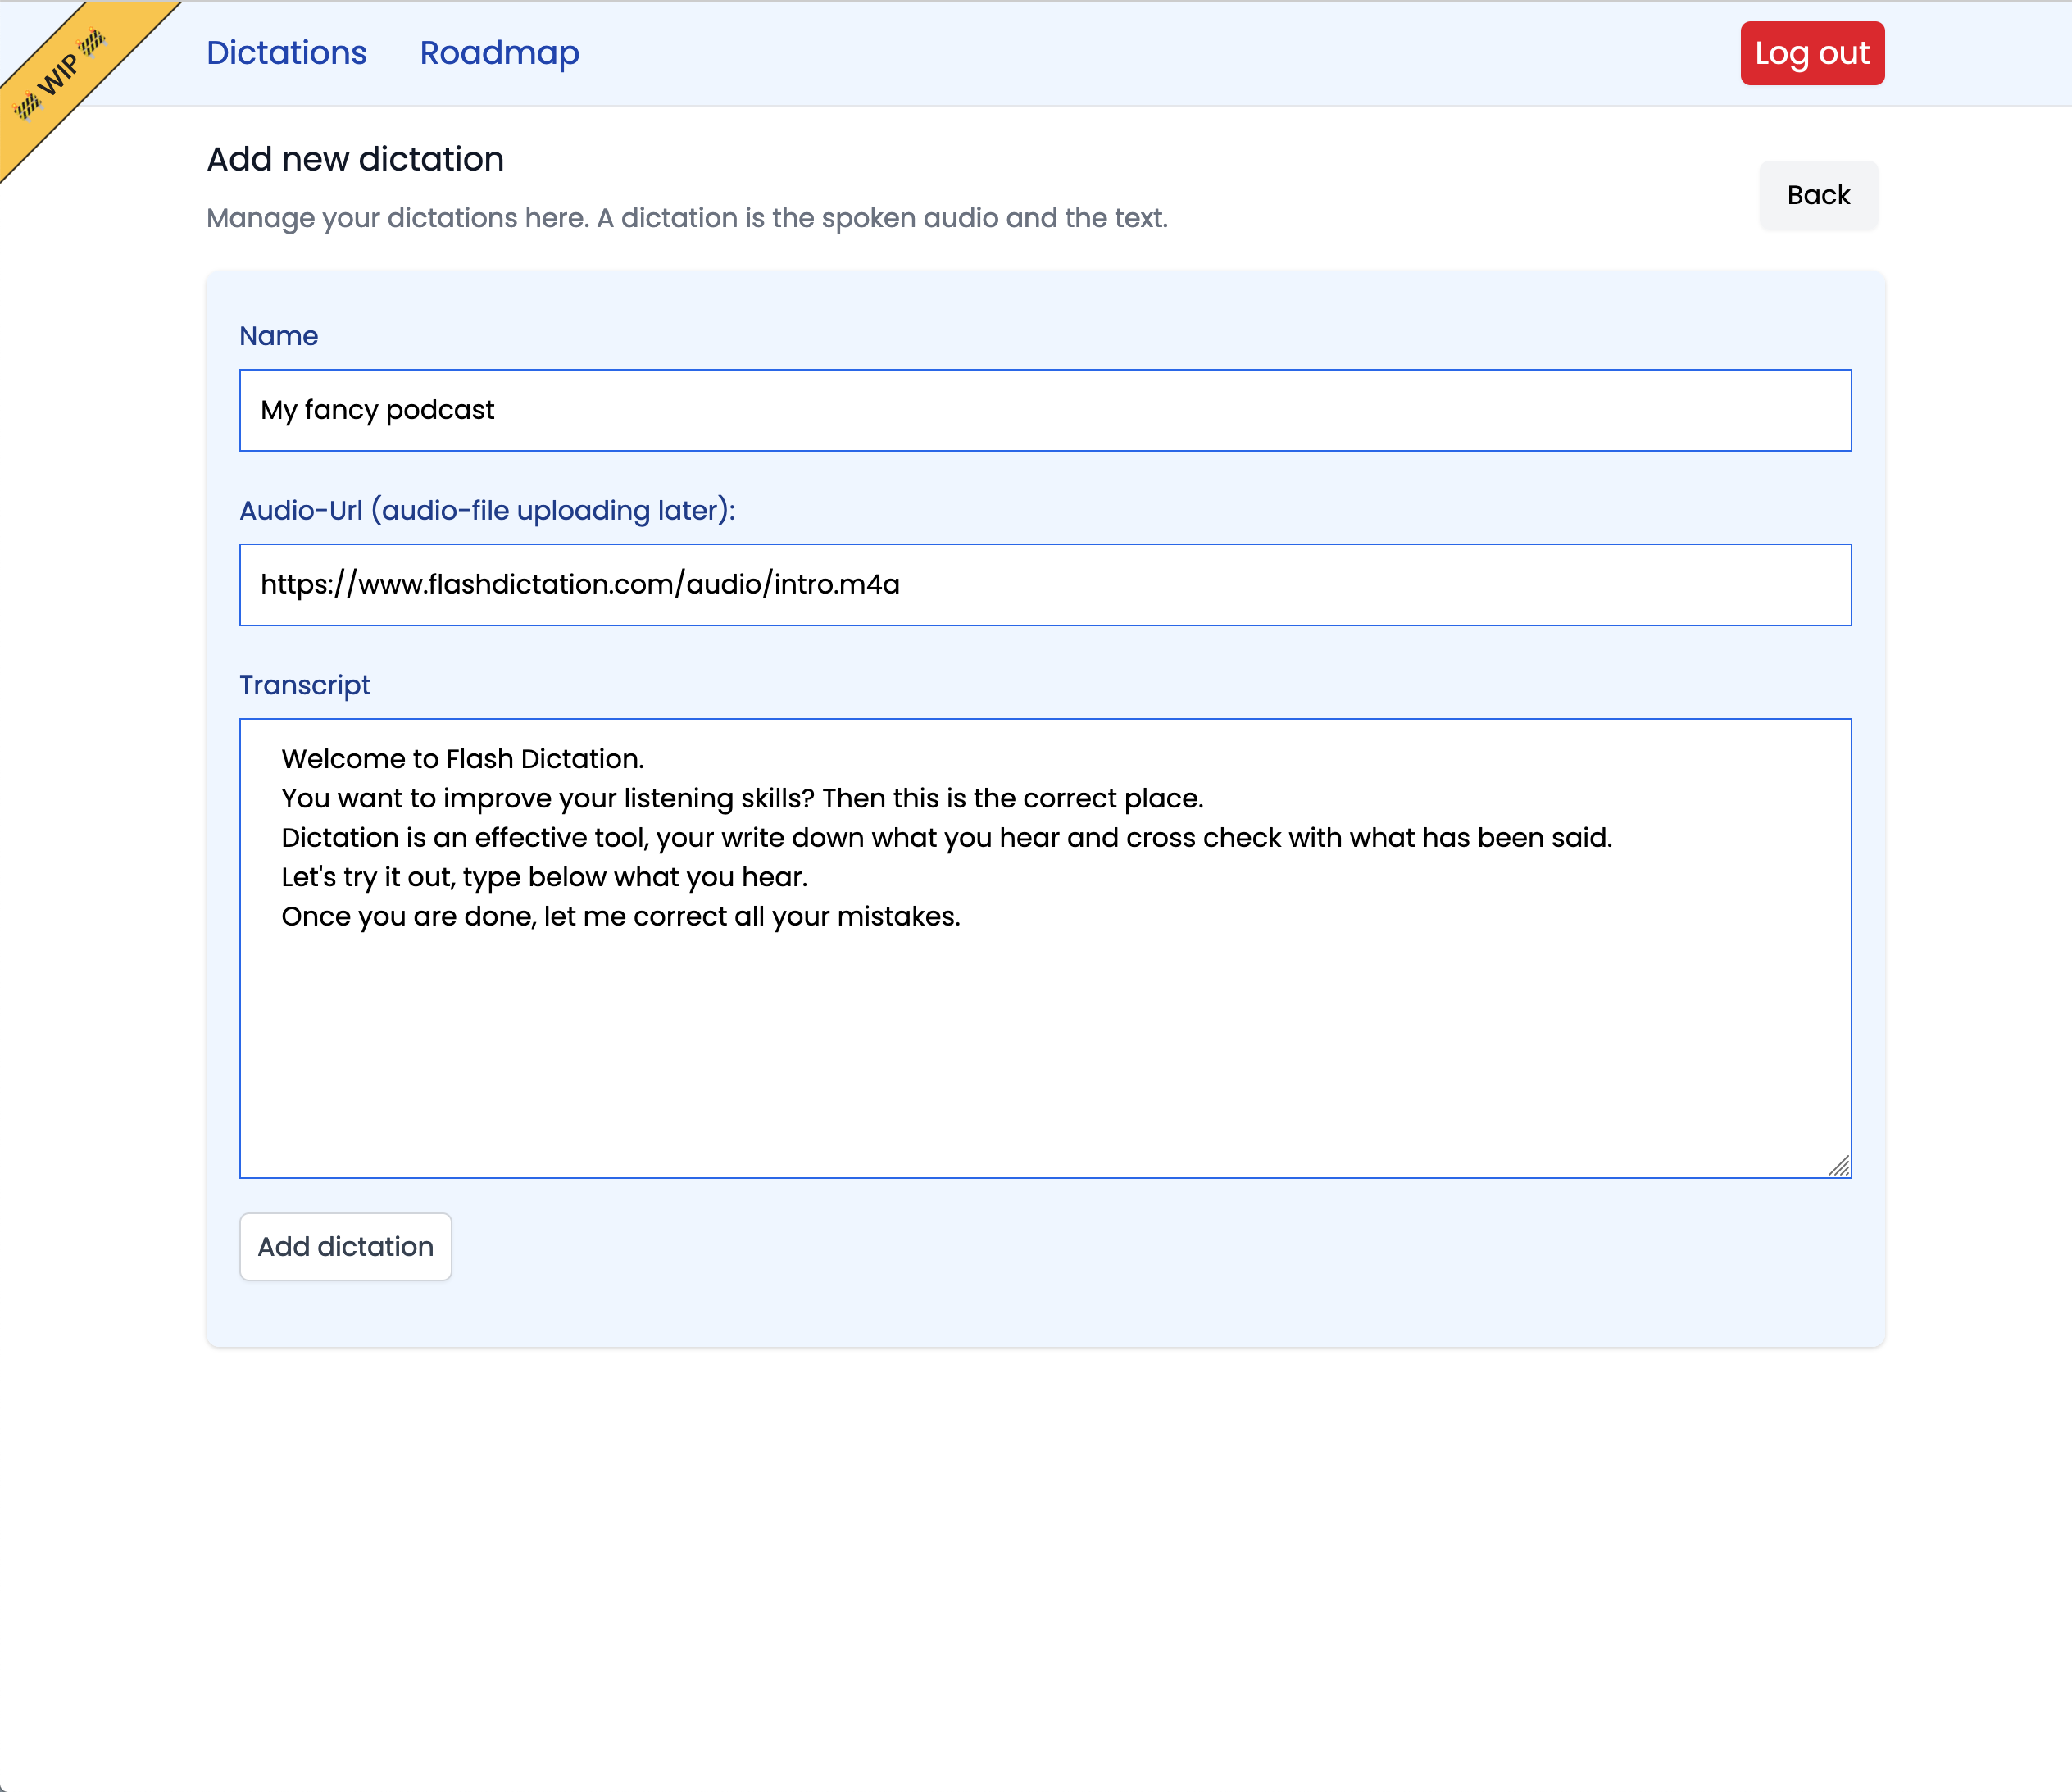 🚧 WIP 🚧
Dictations Roadmap Log out
Add new dictation
Back
Manage your dictations here. A dictation is the spoken audio and the text.
Name
My fancy podcast
Audio-Url (audio-file uploading later):
https://www.flashdictation.com/audio/intro.m4a
Transcript
Welcome to Flash Dictation.
You want to improve your listening skills? Then this is the correct place.
Dictation is an effective tool, your write down what you hear and cross check with what has been said.
Let's try it out, type below what you hear.
Once you are done, let me correct all your mistakes.
Add dictation